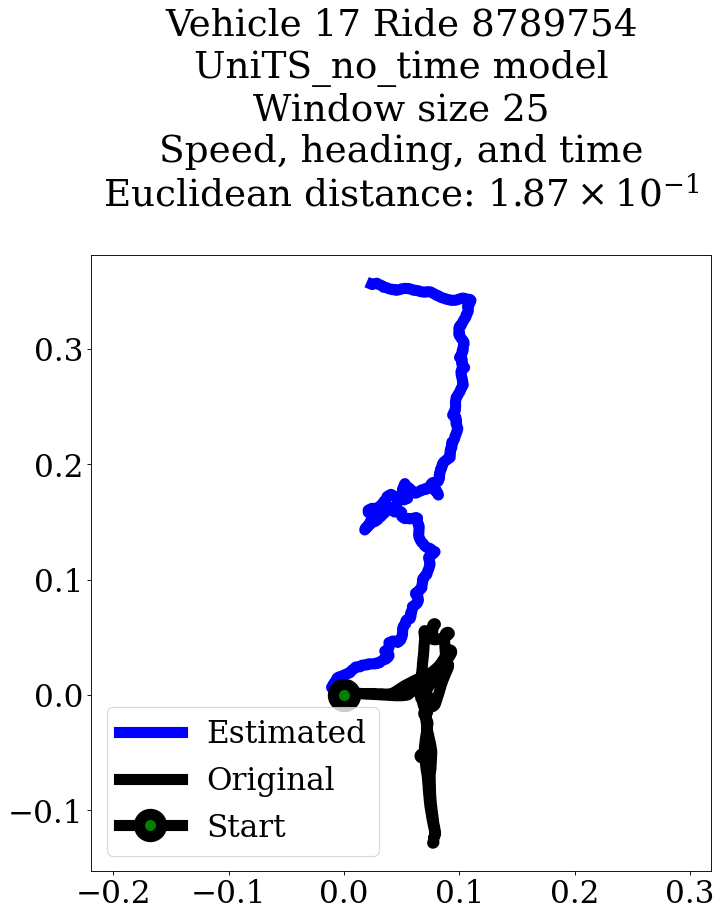 Vehicle 17 Ride 8789754
UniTS_no_time model
Window size 25
Speed, heading, and time
Euclidean distance: 1.87 × 10⁻¹
0.3
0.2
0.1
0.0
−0.1
Estimated
Original
Start
−0.2 −0.1 0.0 0.1 0.2 0.3